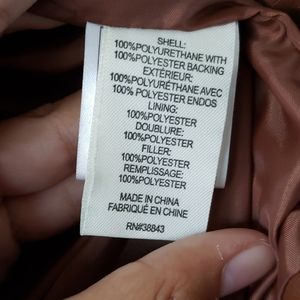 SHELL:
100%POLYURETHANE WITH
100%POLYESTER BACKING
EXTÉRIEUR:
100%POLYURÉTHANE AVEC
100% POLYESTER ENDOS
LINING:
100%POLYESTER
DOUBLURE:
100%POLYESTER
FILLER:
100%POLYESTER
REMPLISSAGE:
100%POLYESTER
MADE IN CHINA
FABRIQUÉ EN CHINE
RN#38843